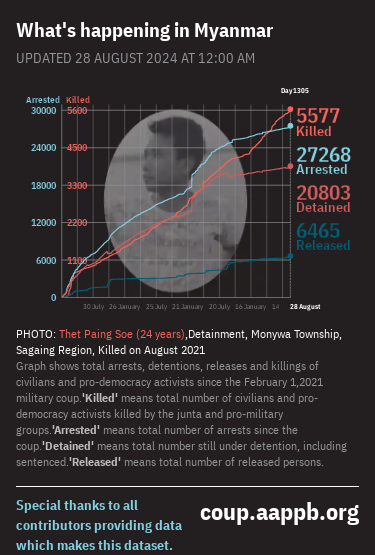 What's happening in Myanmar
UPDATED 28 AUGUST 2024 AT 12:00 AM
Day1305
Arrested Killed
30000 5600
24000 4500
18000 3300
12000 2200
6000 1100
0
5577
Killed
27268
Arrested
20803
Detained
6465
Released
30 July 26 January 25 July 21 January 20 July 16 January 14 28 August
PHOTO: Thet Paing Soe (24 years),Detainment, Monywa Township,
Sagaing Region, Killed on August 2021
Graph shows total arrests, detentions, releases and killings of
civilians and pro-democracy activists since the February 1,2021
military coup.'Killed' means total number of civilians and pro-
democracy activists killed by the junta and pro-military
groups.'Arrested' means total number of arrests since the
coup.'Detained' means total number still under detention, including
sentenced.'Released' means total number of released persons.
Special thanks to all
contributors providing data
which makes this dataset.
coup.aappb.org